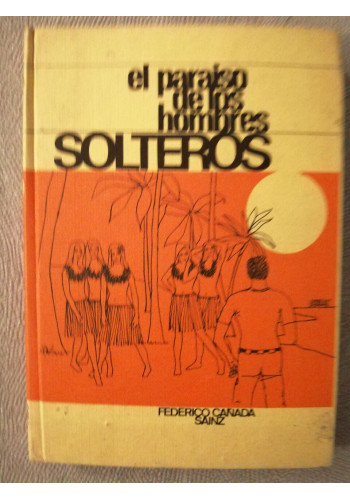 el paraiso
de los
hombres
SOLTEROS
FEDERICO CAÑADA
SAINZ